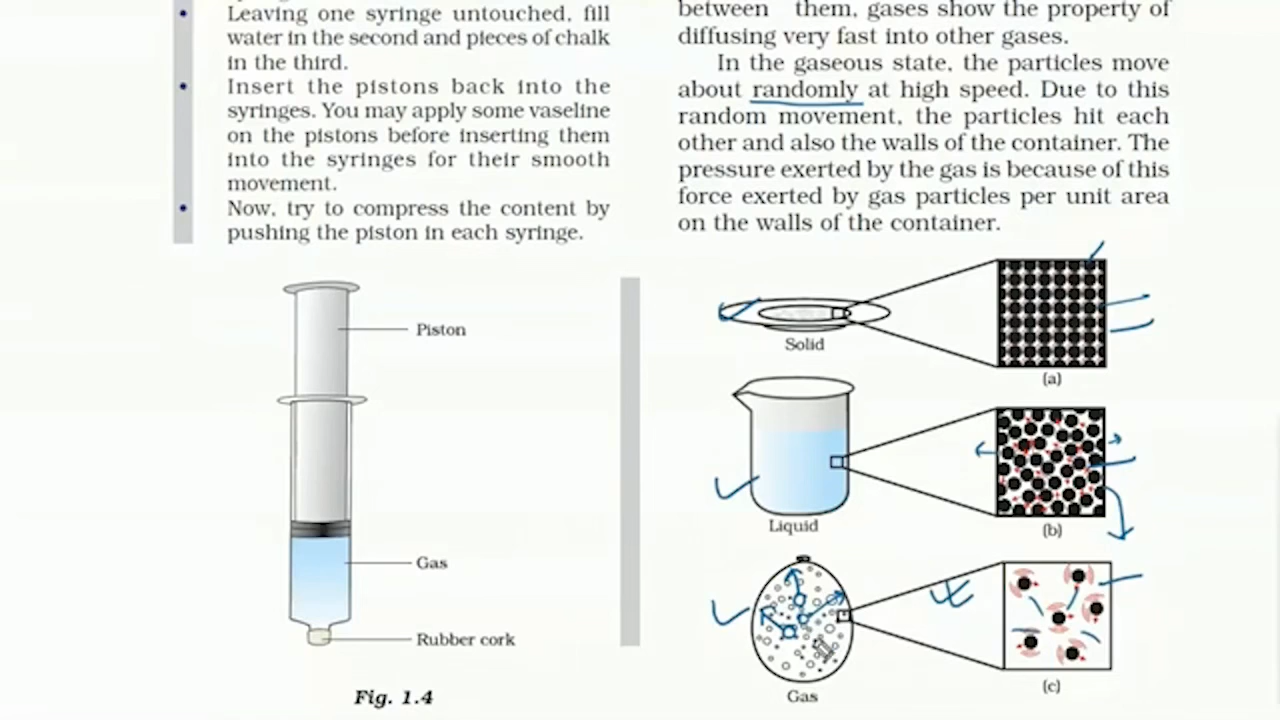 Leaving one syringe untouched, fill
water in the second and pieces of chalk
in the third.
Insert the pistons back into the
syringes. You may apply some vaseline
on the pistons before inserting them
into the syringes for their smooth
movement.
Now, try to compress the content by
pushing the piston in each syringe.
Piston
Gas
Rubber cork
Fig. 1.4
between them, gases show the property of
diffusing very fast into other gases.
In the gaseous state, the particles move
about randomly at high speed. Due to this
random movement, the particles hit each
other and also the walls of the container. The
pressure exerted by the gas is because of this
force exerted by gas particles per unit area
on the walls of the container.
Solid
(a)
Liquid
(b)
Gas
(c)